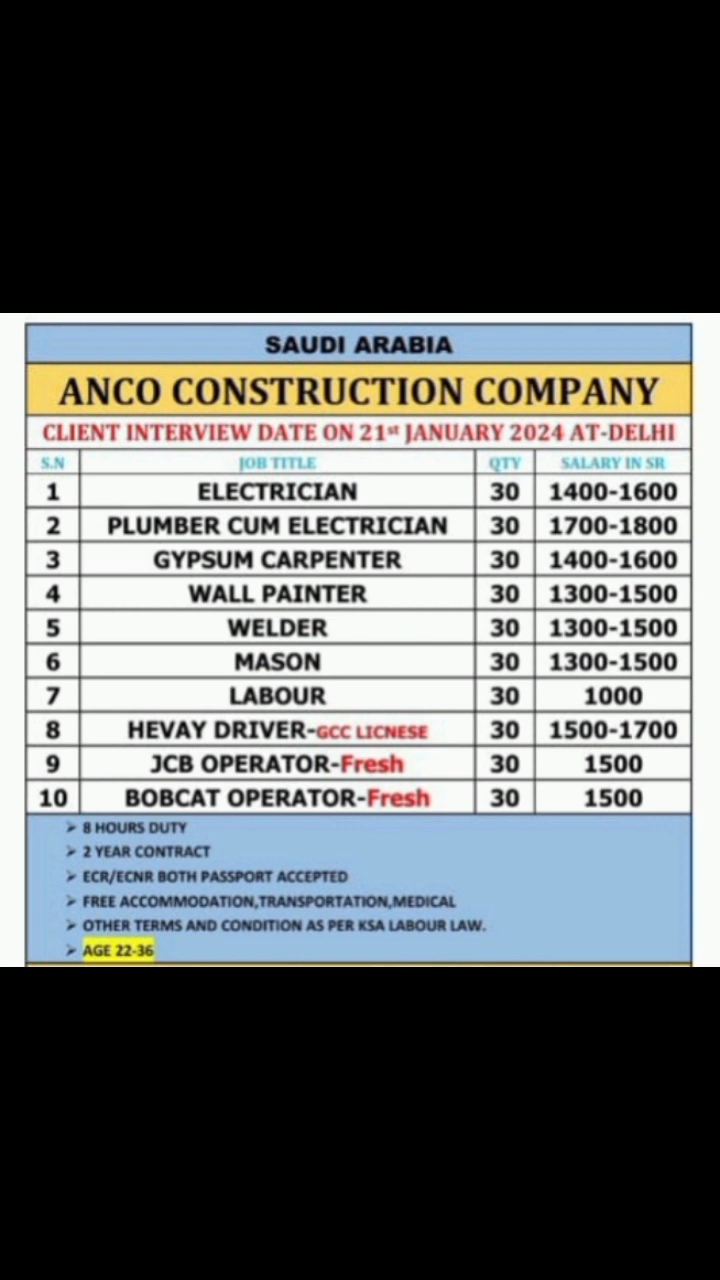 SAUDI ARABIA
ANCO CONSTRUCTION COMPANY
CLIENT INTERVIEW DATE ON 21st JANUARY 2024 AT-DELHI
S.N JOB TITLE QTY SALARY IN SR
1 ELECTRICIAN 30 1400-1600
2 PLUMBER CUM ELECTRICIAN 30 1700-1800
3 GYPSUM CARPENTER 30 1400-1600
4 WALL PAINTER 30 1300-1500
5 WELDER 30 1300-1500
6 MASON 30 1300-1500
7 LABOUR 30 1000
8 HEVAY DRIVER-GCC LICNESE 30 1500-1700
9 JCB OPERATOR-Fresh 30 1500
10 BOBCAT OPERATOR-Fresh 30 1500
➢ 8 HOURS DUTY
➢ 2 YEAR CONTRACT
➢ ECR/ECNR BOTH PASSPORT ACCEPTED
➢ FREE ACCOMMODATION,TRANSPORTATION,MEDICAL
➢ OTHER TERMS AND CONDITION AS PER KSA LABOUR LAW.
➢ AGE 22-36